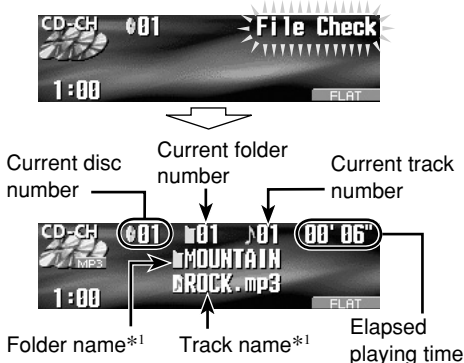 CD-CH 01 File Check
1:00 FLAT
Current disc number
Current folder number
Current track number
CD-CH 01 01 01 00' 06"
MP3 MOUNTAIN
ROCK.mp3
1:00 FLAT
Folder name*1
Track name*1
Elapsed playing time